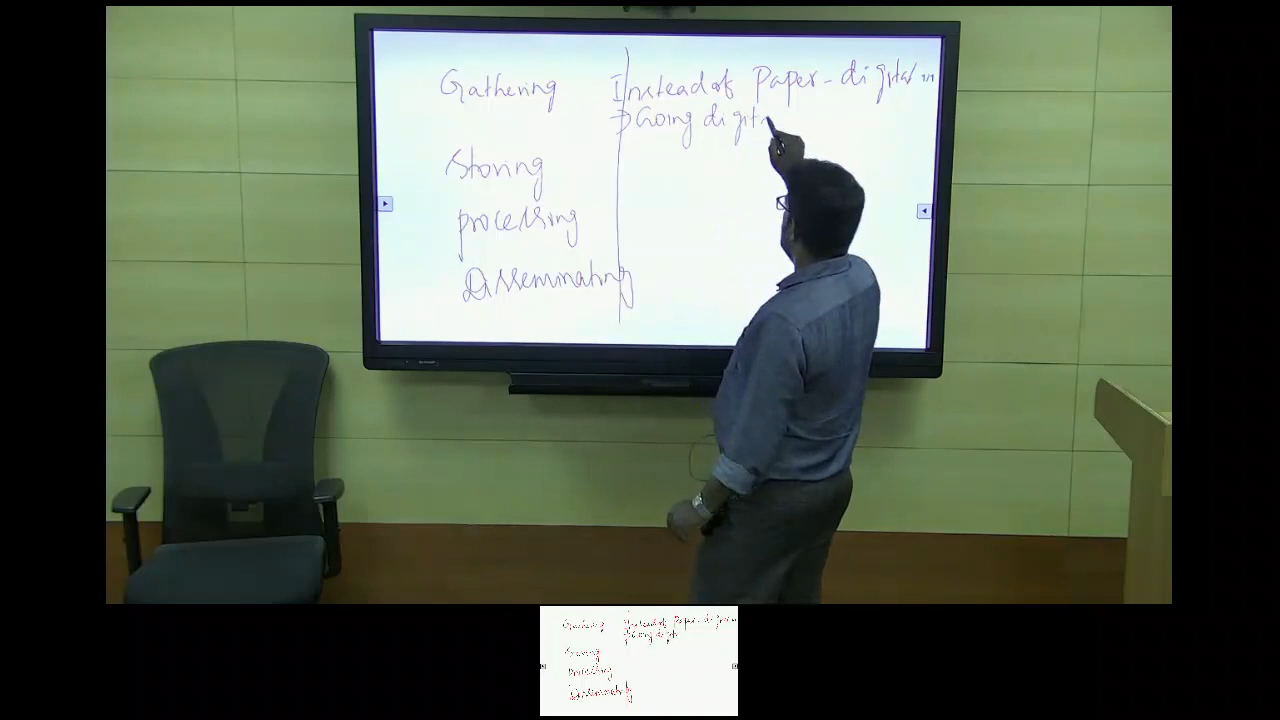 Gathering Instead of Paper - digital
→ Going digit
Storing
processing
Disseminating